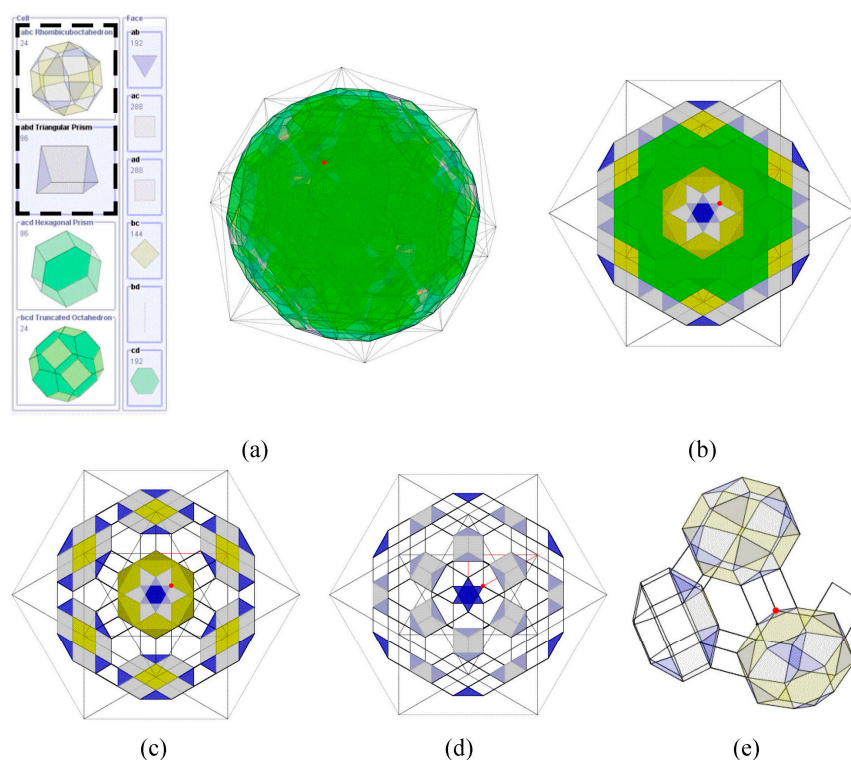 Cell
Face
abc Rhombicuboctahedron
24
ab
192
ac
288
abd Triangular Prism
96
ad
288
acd Hexagonal Prism
96
bc
144
bd
bcd Truncated Octahedron
24
cd
192
(a)
(b)
(c)
(d)
(e)